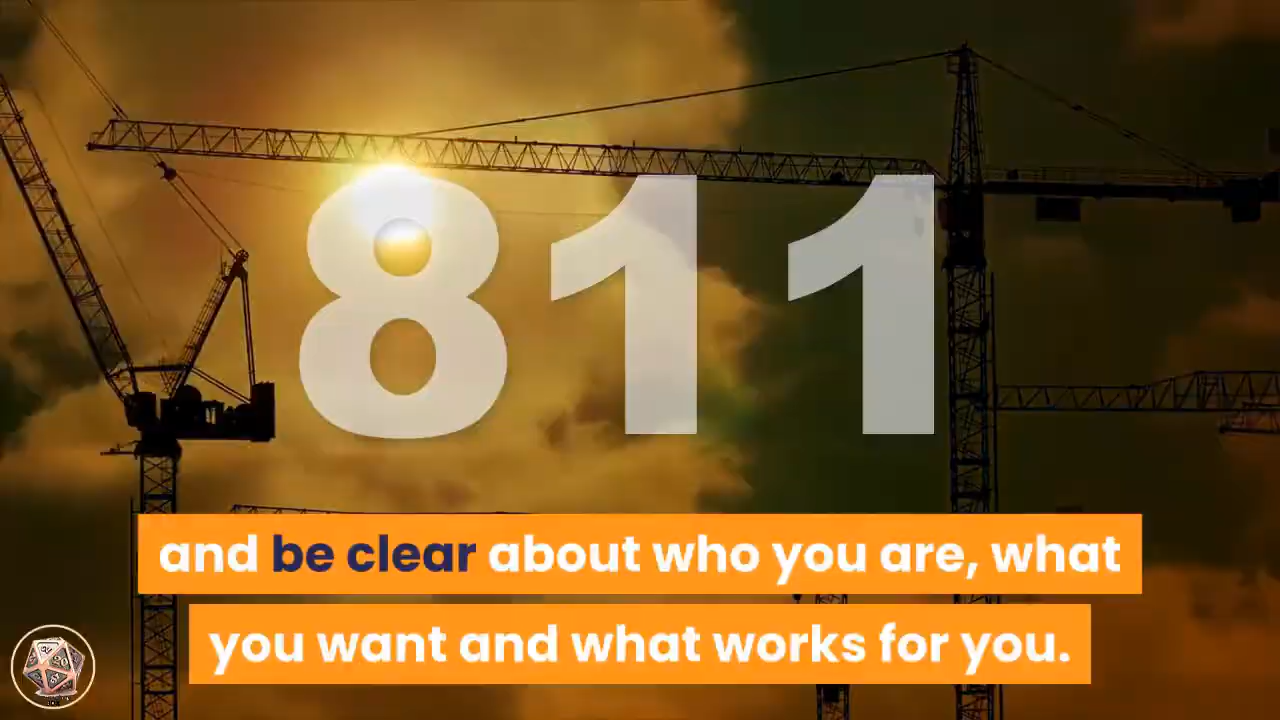 811
and be clear about who you are, what
you want and what works for you.